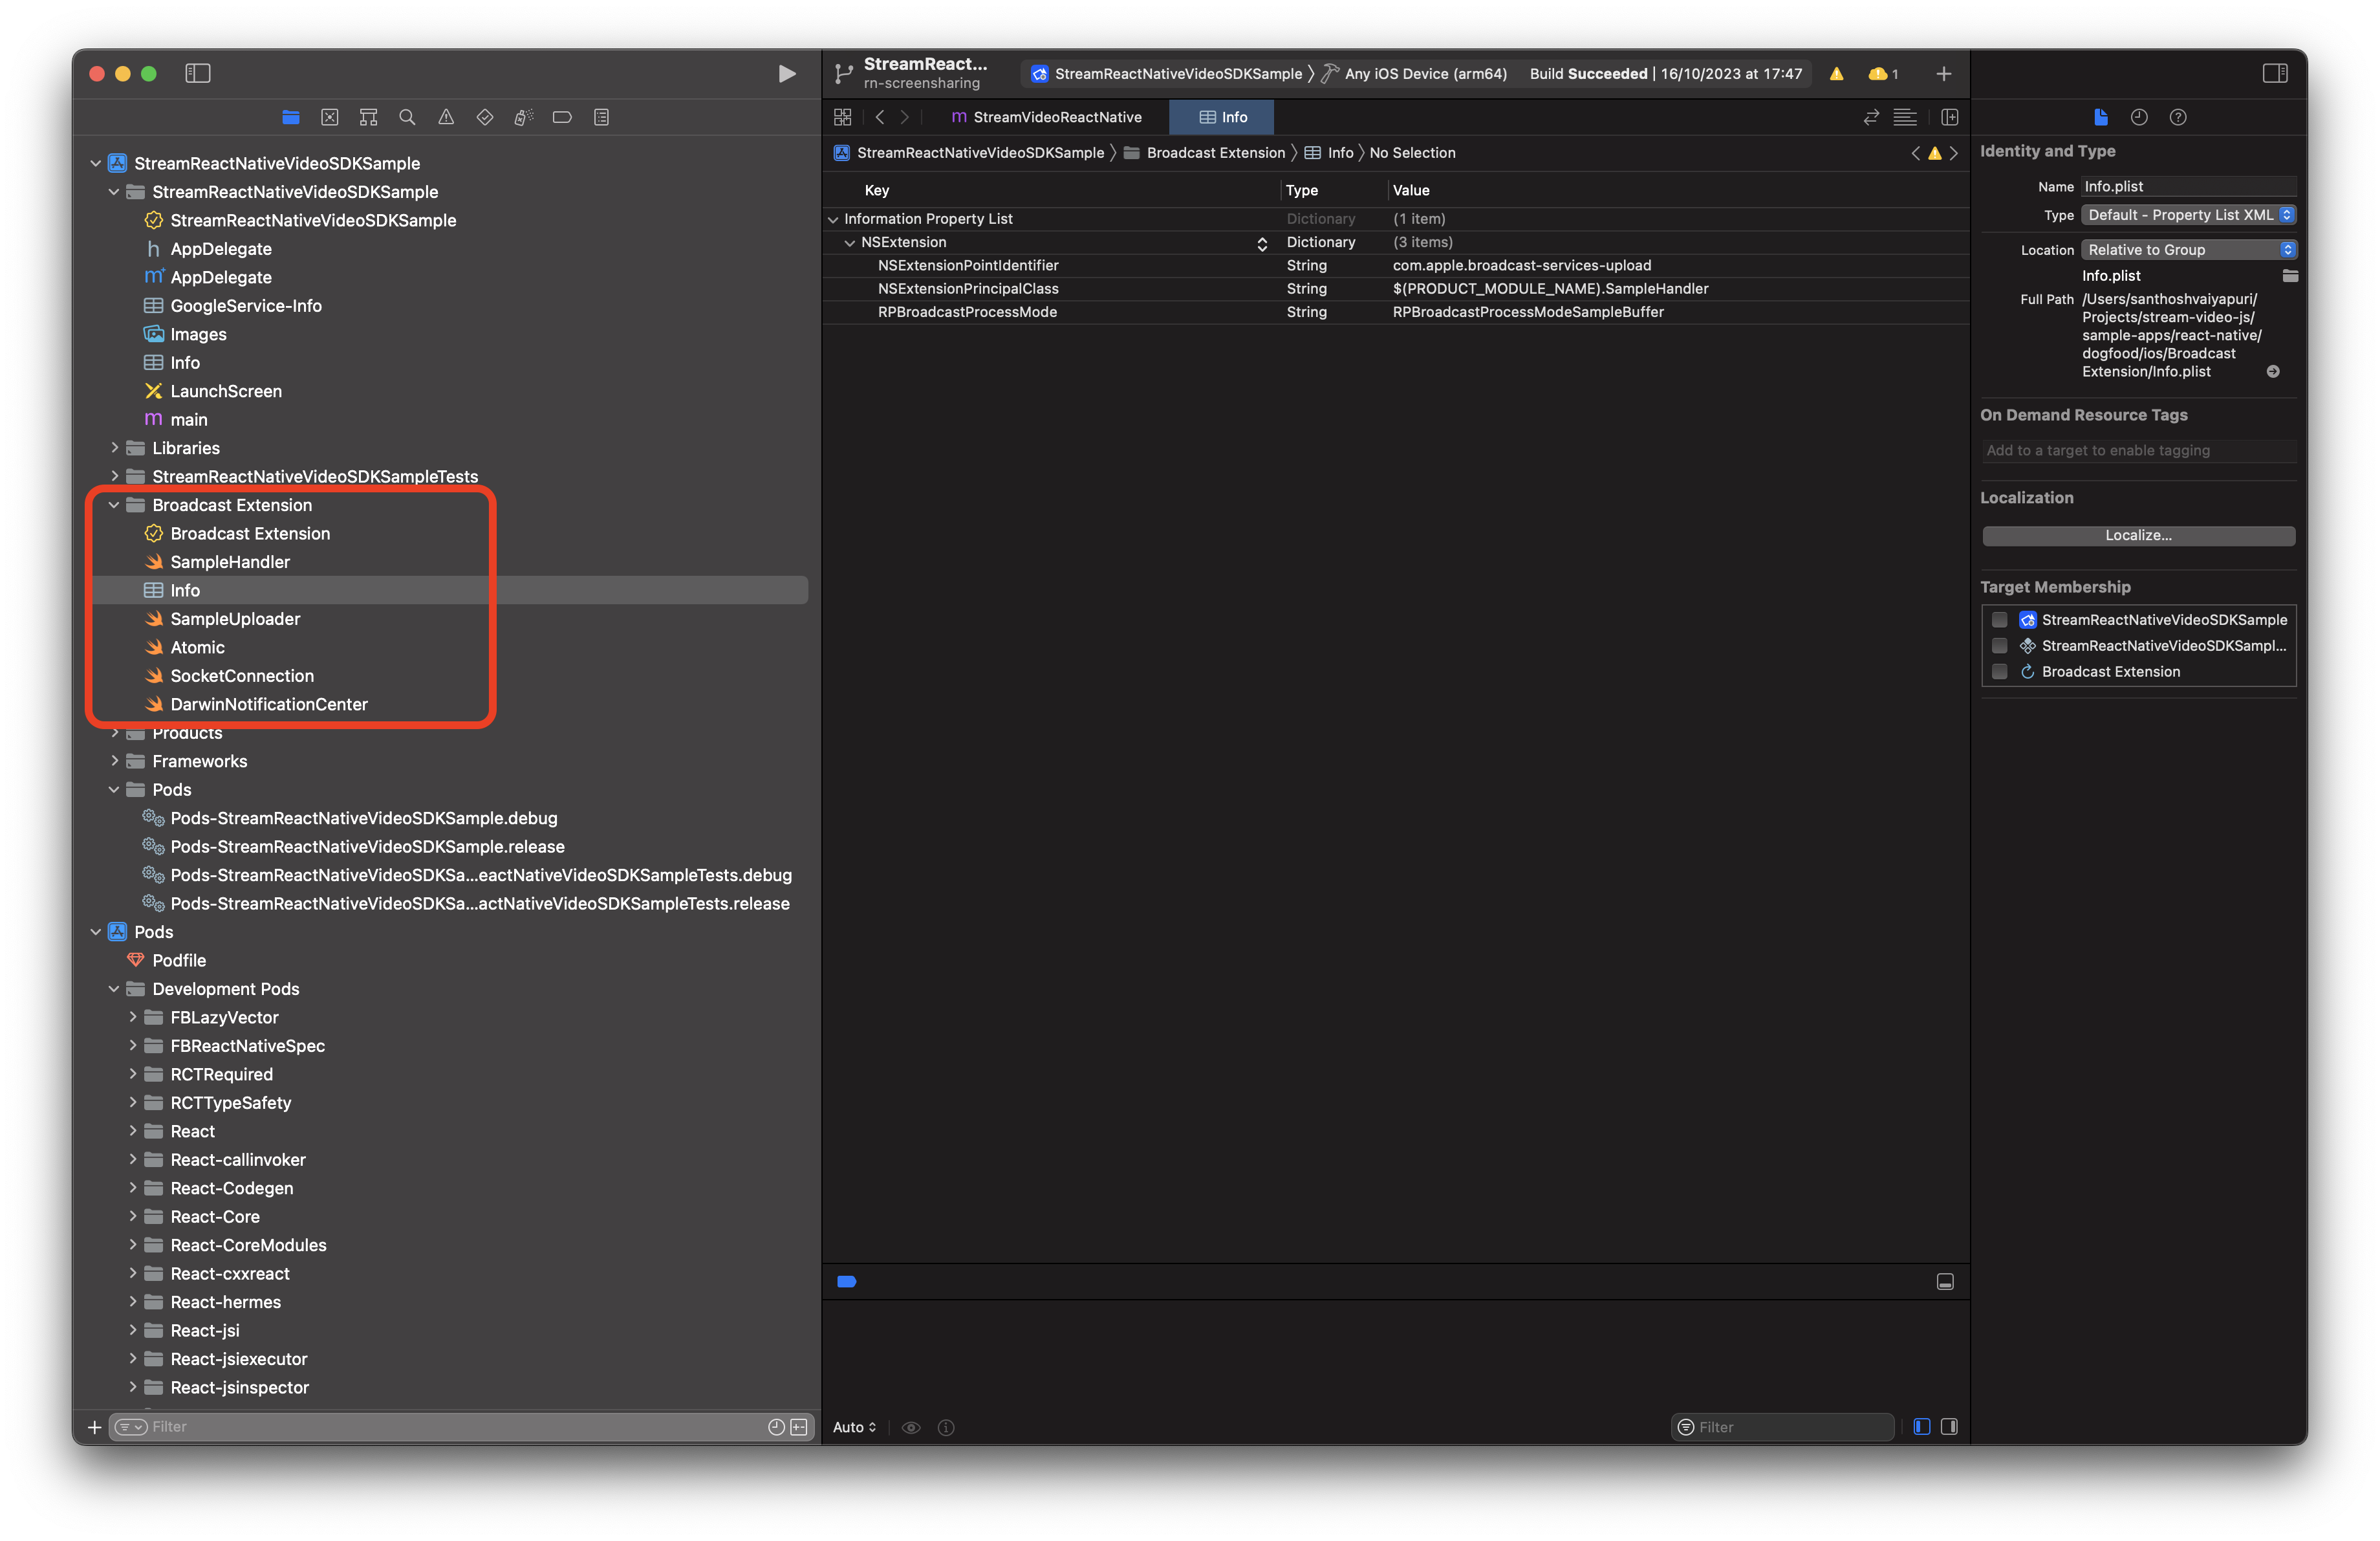 StreamReact...
rn-screensharing
StreamReactNativeVideoSDKSample
Any iOS Device (arm64)
Build Succeeded | 16/10/2023 at 17:47
1
StreamReactNativeVideoSDKSample
StreamReactNativeVideoSDKSample
StreamReactNativeVideoSDKSample
h AppDelegate
m+ AppDelegate
GoogleService-Info
Images
Info
LaunchScreen
m main
Libraries
StreamReactNativeVideoSDKSampleTests
Broadcast Extension
Broadcast Extension
SampleHandler
Info
SampleUploader
Atomic
SocketConnection
DarwinNotificationCenter
Products
Frameworks
Pods
Pods-StreamReactNativeVideoSDKSample.debug
Pods-StreamReactNativeVideoSDKSample.release
Pods-StreamReactNativeVideoSDKSa...eactNativeVideoSDKSampleTests.debug
Pods-StreamReactNativeVideoSDKSa...actNativeVideoSDKSampleTests.release
Pods
Podfile
Development Pods
FBLazyVector
FBReactNativeSpec
RCTRequired
RCTTypeSafety
React
React-callinvoker
React-Codegen
React-Core
React-CoreModules
React-cxxreact
React-hermes
React-jsi
React-jsiexecutor
React-jsinspector
Filter
m StreamVideoReactNative
Info
StreamReactNativeVideoSDKSample 〉 Broadcast Extension 〉 Info 〉 No Selection
Key Type Value
Information Property List Dictionary (1 item)
NSExtension Dictionary (3 items)
NSExtensionPointIdentifier String com.apple.broadcast-services-upload
NSExtensionPrincipalClass String $(PRODUCT_MODULE_NAME).SampleHandler
RPBroadcastProcessMode String RPBroadcastProcessModeSampleBuffer
Auto
Filter
Identity and Type
Name Info.plist
Type Default - Property List XML
Location Relative to Group
Info.plist
Full Path /Users/santhoshvaiyapuri/
Projects/stream-video-js/
sample-apps/react-native/
dogfood/ios/Broadcast
Extension/Info.plist
On Demand Resource Tags
Add to a target to enable tagging
Localization
Localize...
Target Membership
StreamReactNativeVideoSDKSample
StreamReactNativeVideoSDKSampl...
Broadcast Extension